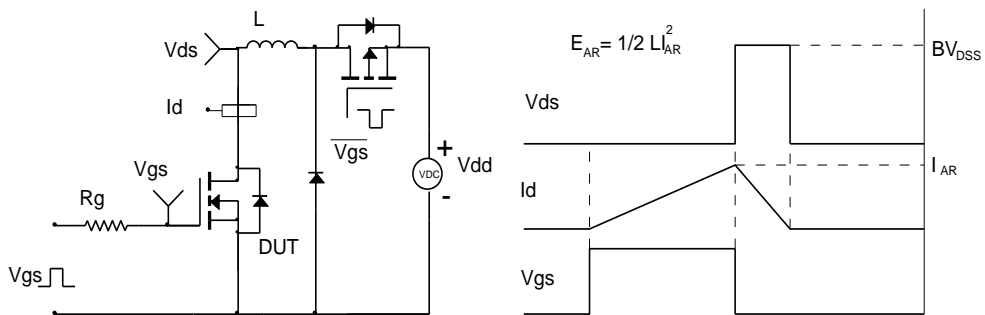 L
Vds
Id
Vgs
Rg
DUT
Vgs
Vgs
+
VDC
-
Vdd
E_AR = 1/2 LI_AR^2
BV_DSS
Vds
I_AR
Id
Vgs